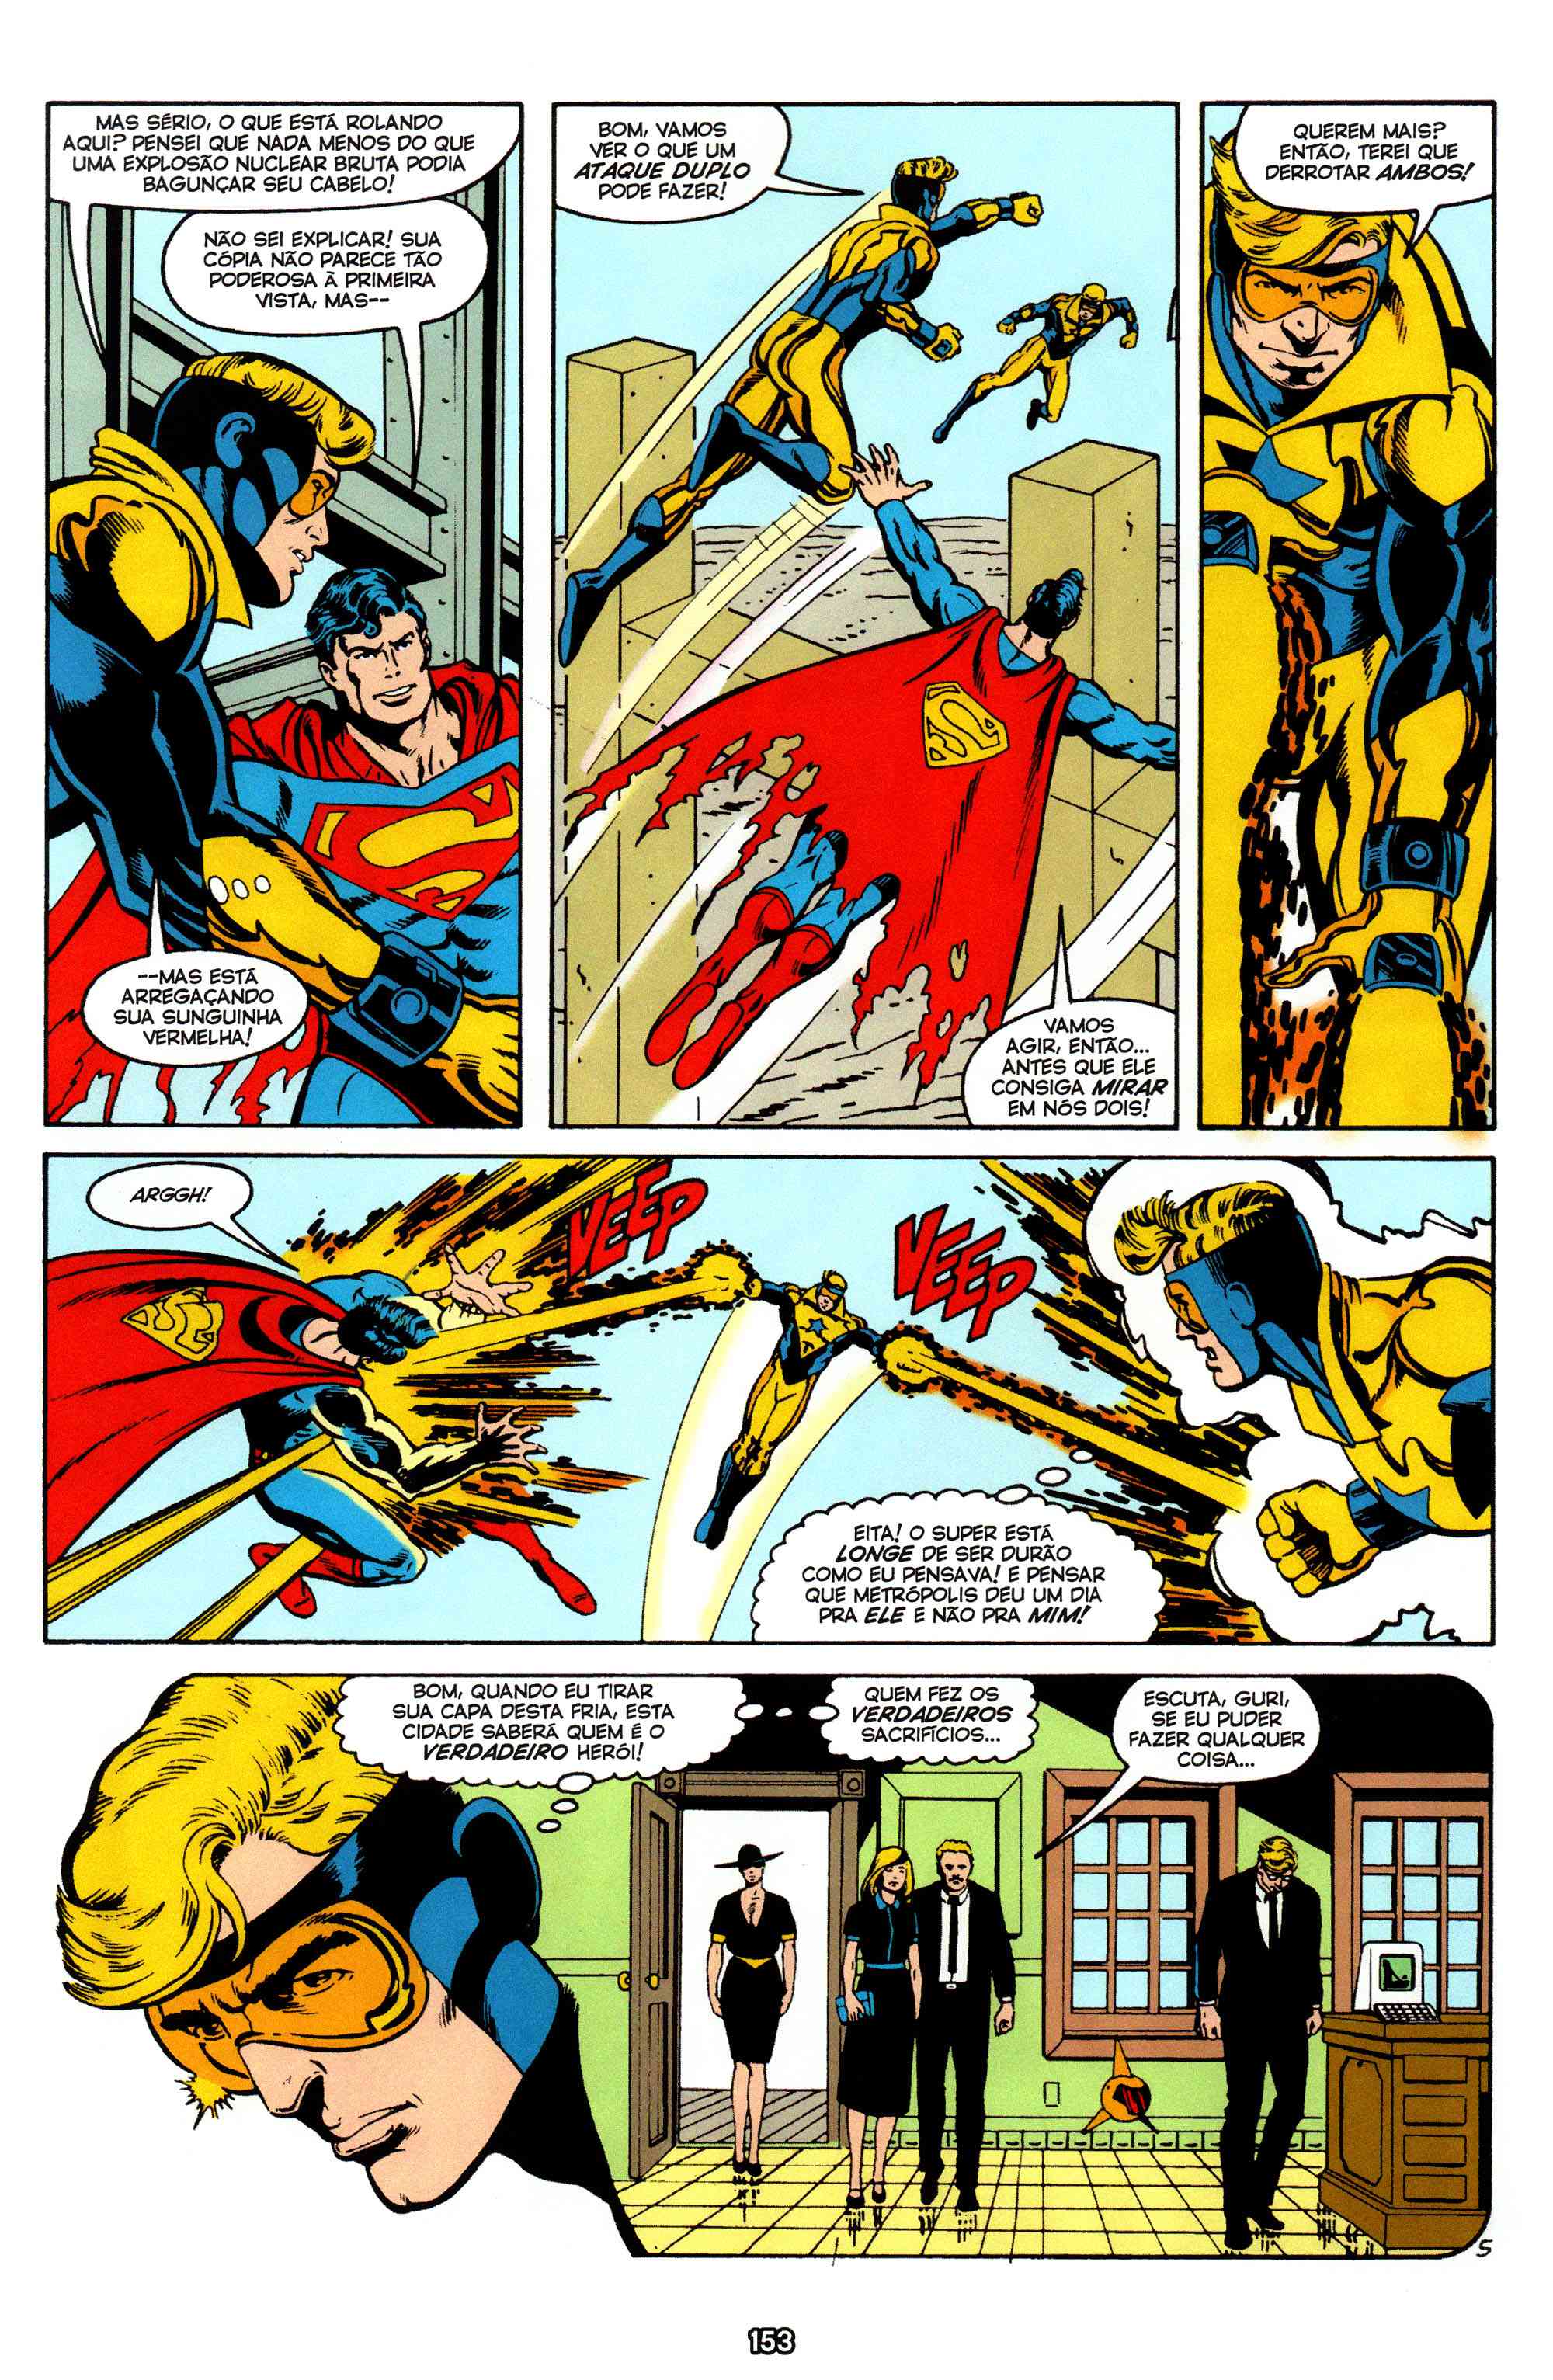 MAS SÉRIO, O QUE ESTÁ ROLANDO
AQUI? PENSEI QUE NADA MENOS DO QUE
UMA EXPLOSÃO NUCLEAR BRUTA PODIA
BAGUNÇAR SEU CABELO!
NÃO SEI EXPLICAR! SUA
CÓPIA NÃO PARECE TÃO
PODEROSA À PRIMEIRA
VISTA, MAS--
--MAS ESTÁ
ARREGAÇANDO
SUA SUNGUINHA
VERMELHA!
BOM, VAMOS
VER O QUE UM
ATAQUE DUPLO
PODE FAZER!
VAMOS
AGIR, ENTÃO...
ANTES QUE ELE
CONSIGA MIRAR
EM NÓS DOIS!
QUEREM MAIS?
ENTÃO, TEREI QUE
DERROTAR AMBOS!
ARGGH!
VEEP
VEEP
EITA! O SUPER ESTÁ
LONGE DE SER DURÃO
COMO EU PENSAVA! E PENSAR
QUE METRÓPOLIS DEU UM DIA
PRA ELE E NÃO PRA MIM!
BOM, QUANDO EU TIRAR
SUA CAPA DESTA FRIA, ESTA
CIDADE SABERÁ QUEM É O
VERDADEIRO HERÓI!
QUEM FEZ OS
VERDADEIROS
SACRIFÍCIOS...
ESCUTA, GURI,
SE EU PUDER
FAZER QUALQUER
COISA...
5
153